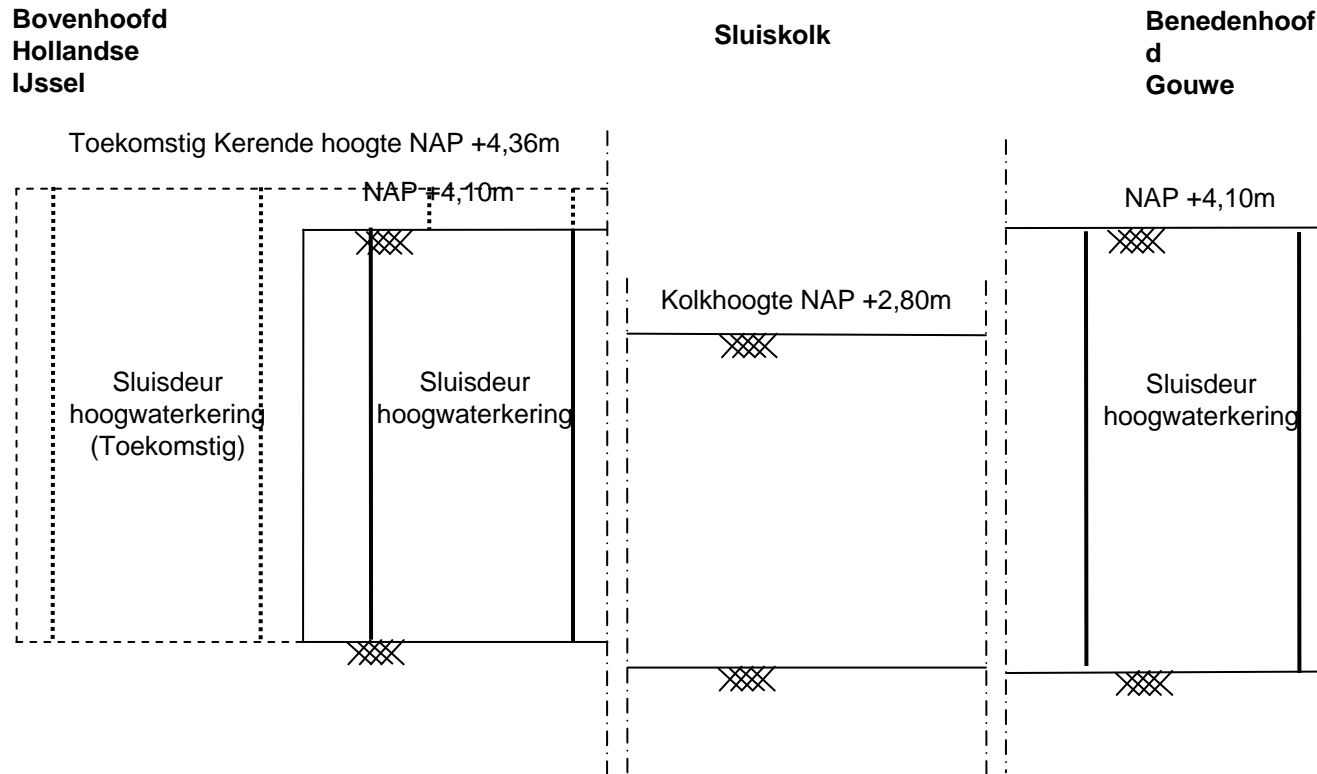 Bovenhoofd
Hollandse
IJssel
Sluiskolk
Benedenhoof
d
Gouwe
Toekomstig Kerende hoogte NAP +4,36m
NAP +4,10m
NAP +4,10m
Kolkhoogte NAP +2,80m
Sluisdeur
hoogwaterkering
(Toekomstig)
Sluisdeur
hoogwaterkering
Sluisdeur
hoogwaterkering